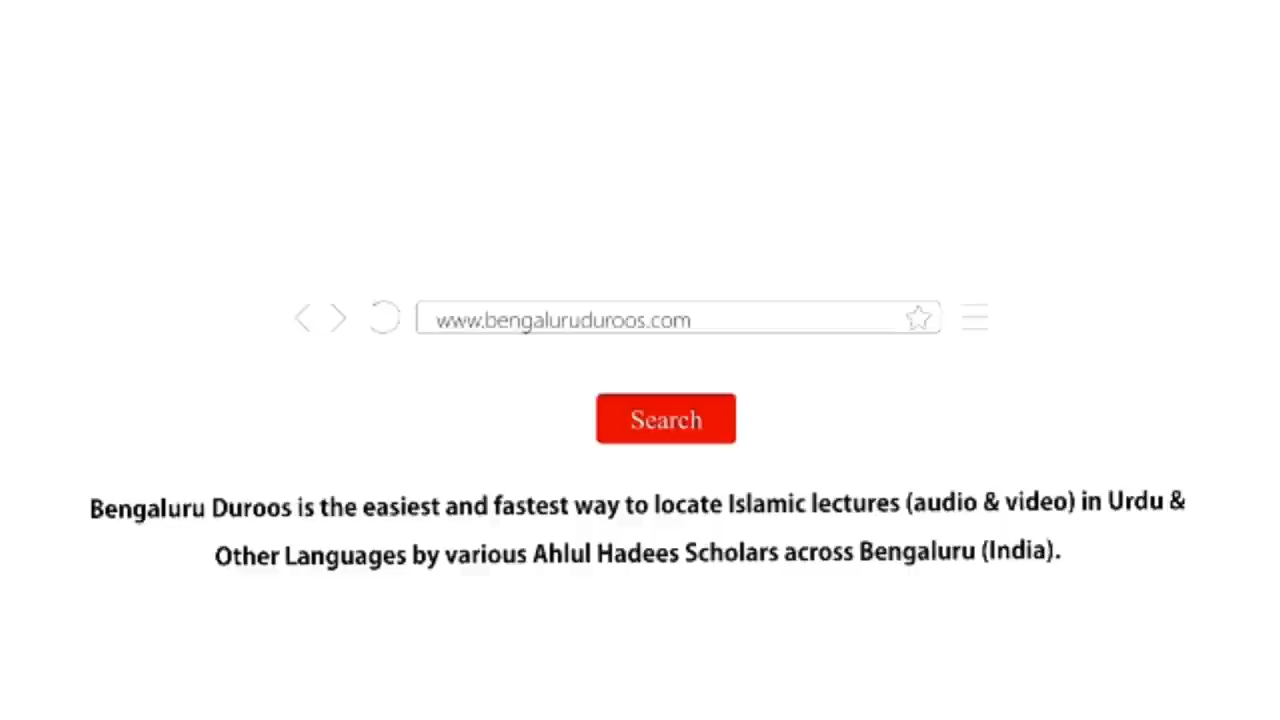 www.bengaluruduroos.com
Search
Bengaluru Duroos is the easiest and fastest way to locate Islamic lectures (audio & video) in Urdu &
Other Languages by various Ahlul Hadees Scholars across Bengaluru (India).